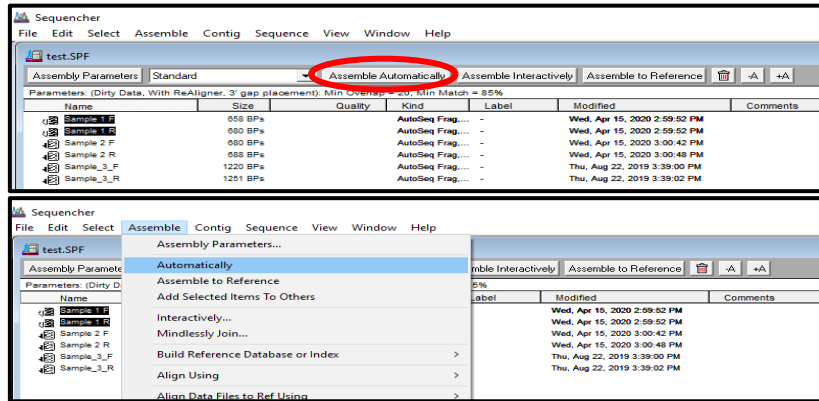 Sequencher
File Edit Select Assemble Contig Sequence View Window Help
test.SPF
Assembly Parameters Standard Assemble Automatically Assemble Interactively Assemble to Reference -A +A
Parameters: (Dirty Data, With ReAligner, 3' gap placement): Min Overlap = 20, Min Match = 85%
Name Size Quality Kind Label Modified Comments
Sample 1 F 658 BPs AutoSeq Frag,... - Wed, Apr 15, 2020 2:59:52 PM
Sample 1 R 680 BPs AutoSeq Frag,... - Wed, Apr 15, 2020 2:59:52 PM
Sample 2 F 680 BPs AutoSeq Frag,... - Wed, Apr 15, 2020 3:00:42 PM
Sample 2 R 688 BPs AutoSeq Frag,... - Wed, Apr 15, 2020 3:00:48 PM
Sample_3_F 1220 BPs AutoSeq Frag,... - Thu, Aug 22, 2019 3:39:00 PM
Sample_3_R 1251 BPs AutoSeq Frag,... - Thu, Aug 22, 2019 3:39:02 PM
Sequencher
File Edit Select Assemble Contig Sequence View Window Help
test.SPF
Assembly Parameters...
Assembly Paramete Automatically mble Interactively Assemble to Reference -A +A
Parameters: (Dirty D Assemble to Reference 5%
Name Add Selected Items To Others Label Modified Comments
Sample 1 F Wed, Apr 15, 2020 2:59:52 PM
Sample 1 R Interactively... Wed, Apr 15, 2020 2:59:52 PM
Sample 2 F Mindlessly Join... Wed, Apr 15, 2020 3:00:42 PM
Sample 2 R Wed, Apr 15, 2020 3:00:48 PM
Sample_3_F Build Reference Database or Index > Thu, Aug 22, 2019 3:39:00 PM
Sample_3_R Align Using > Thu, Aug 22, 2019 3:39:02 PM
Align Data Files to Ref Using >